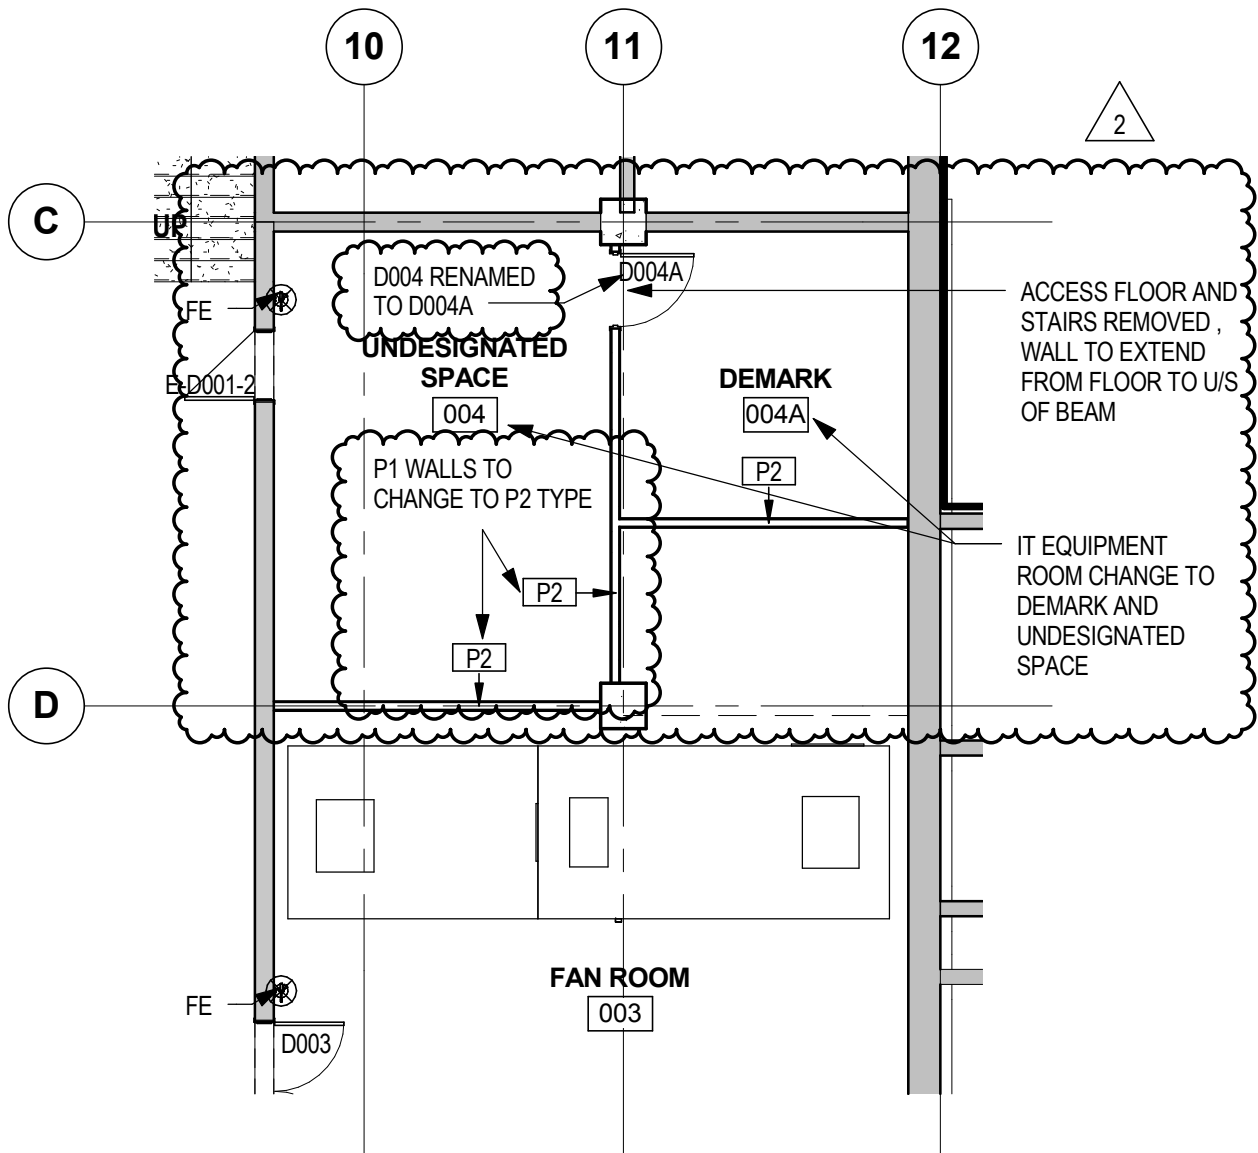 10
11
12
2
C
UP
D004 RENAMED
TO D004A
D004A
FE
ACCESS FLOOR AND
STAIRS REMOVED ,
WALL TO EXTEND
FROM FLOOR TO U/S
OF BEAM
UNDESIGNATED
SPACE
004
E-D001-2
DEMARK
004A
P1 WALLS TO
CHANGE TO P2 TYPE
P2
P2
P2
IT EQUIPMENT
ROOM CHANGE TO
DEMARK AND
UNDESIGNATED
SPACE
D
FAN ROOM
003
FE
D003